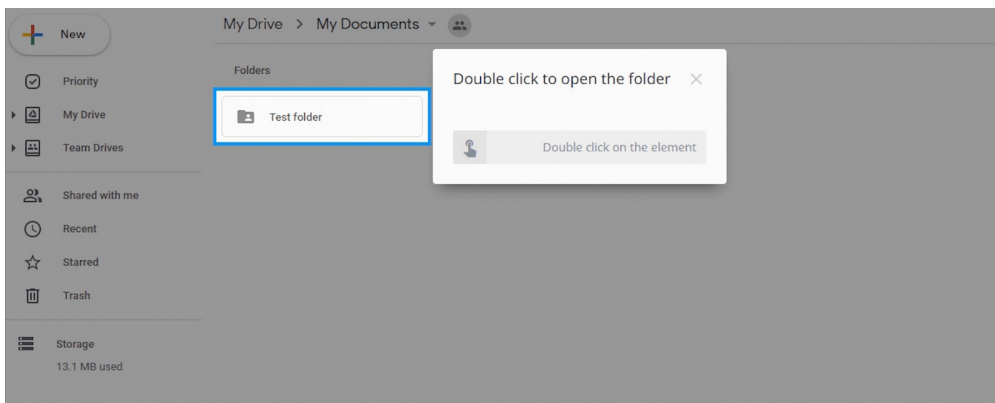 New
Priority
My Drive
Team Drives
Shared with me
Recent
Starred
Trash
Storage
13.1 MB used
My Drive > My Documents
Folders
Test folder
Double click to open the folder
Double click on the element